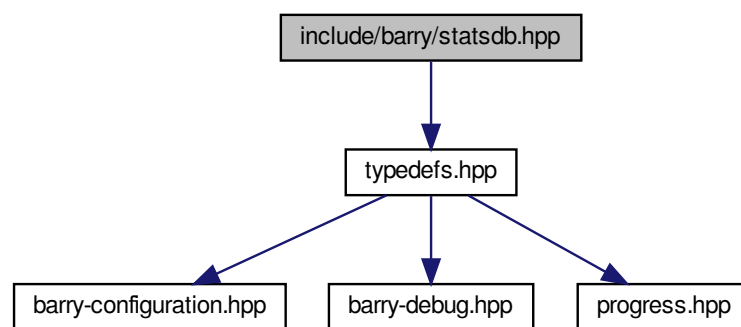 include/barry/statsdb.hpp
typedefs.hpp
barry-configuration.hpp
barry-debug.hpp
progress.hpp